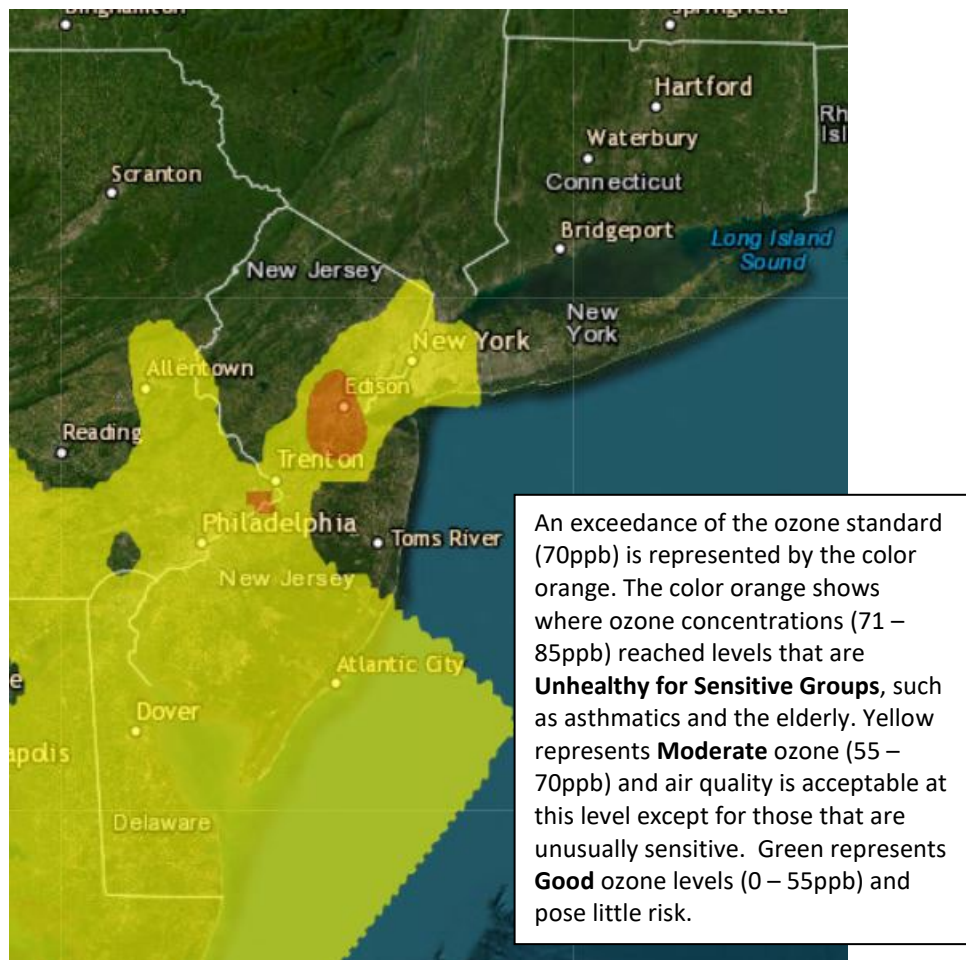 Binghamton
Springfield
Hartford
Rh
Isl
Waterbury
Scranton
Connecticut
Bridgeport
Long Island
Sound
New Jersey
New
York
New York
Allentown
Edison
Reading
Trenton
Philadelphia
Toms River
New Jersey
e
Atlantic City
Dover
apolis
Delaware
An exceedance of the ozone standard
(70ppb) is represented by the color
orange. The color orange shows
where ozone concentrations (71 –
85ppb) reached levels that are
Unhealthy for Sensitive Groups, such
as asthmatics and the elderly. Yellow
represents Moderate ozone (55 –
70ppb) and air quality is acceptable at
this level except for those that are
unusually sensitive.  Green represents
Good ozone levels (0 – 55ppb) and
pose little risk.